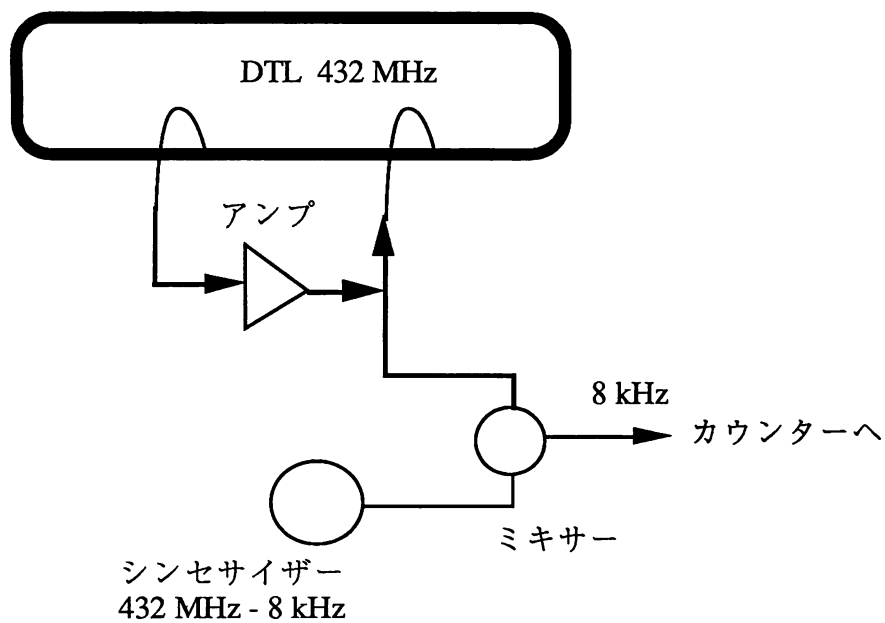 DTL 432 MHz
アンプ
8 kHz
カウンターへ
ミキサー
シンセサイザー
432 MHz - 8 kHz